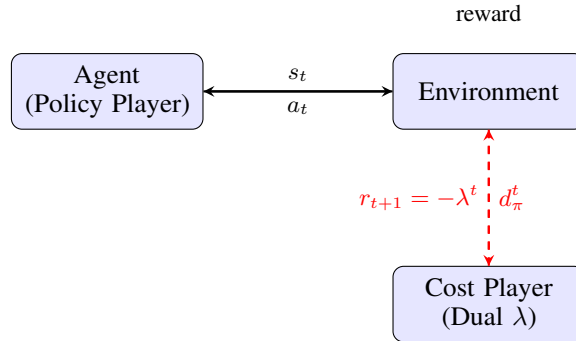 reward
Agent
(Policy Player)
s_t
a_t
Environment
r_{t+1} = −λ^t
d_π^t
Cost Player
(Dual λ)